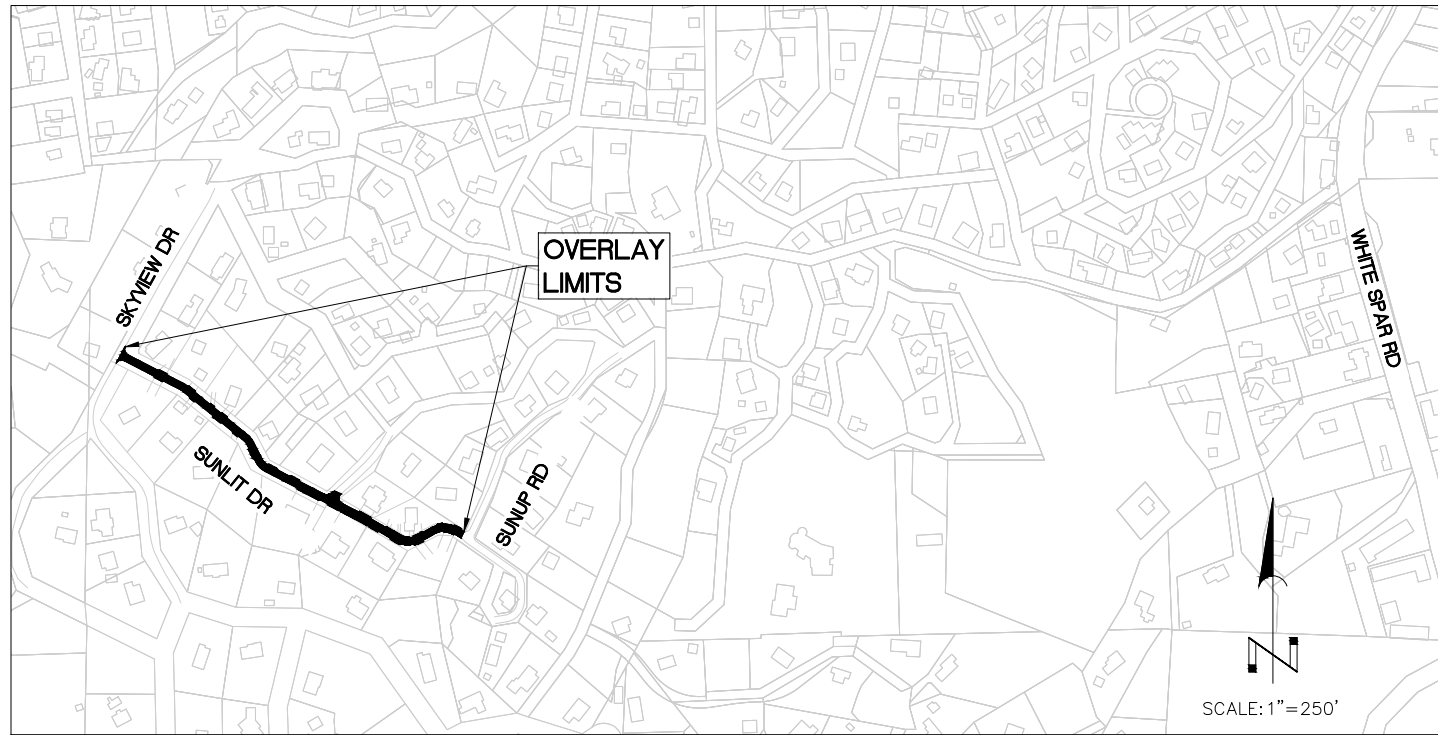 OVERLAY
LIMITS
SKYVIEW DR
WHITE SPAR RD
SUNLIT DR
SUNUP RD
N
SCALE: 1"=250'